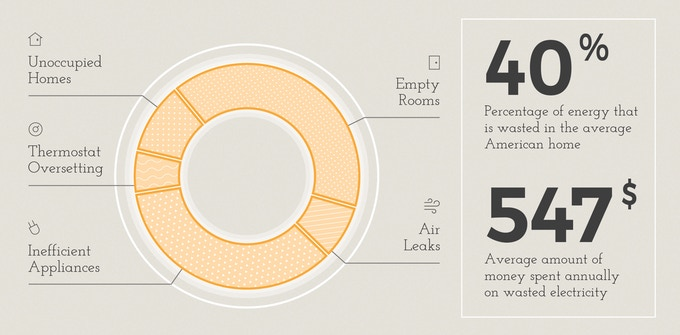 Unoccupied
Homes
Thermostat
Oversetting
Inefficient
Appliances
Empty
Rooms
Air
Leaks
40%
Percentage of energy that
is wasted in the average
American home
547$
Average amount of
money spent annually
on wasted electricity